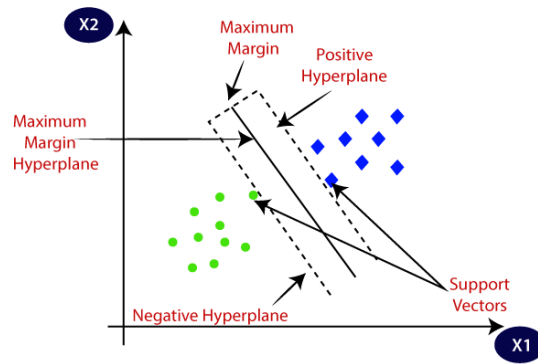 X2
Maximum
Margin
Positive
Hyperplane
Maximum
Margin
Hyperplane
Support
Vectors
Negative Hyperplane
X1